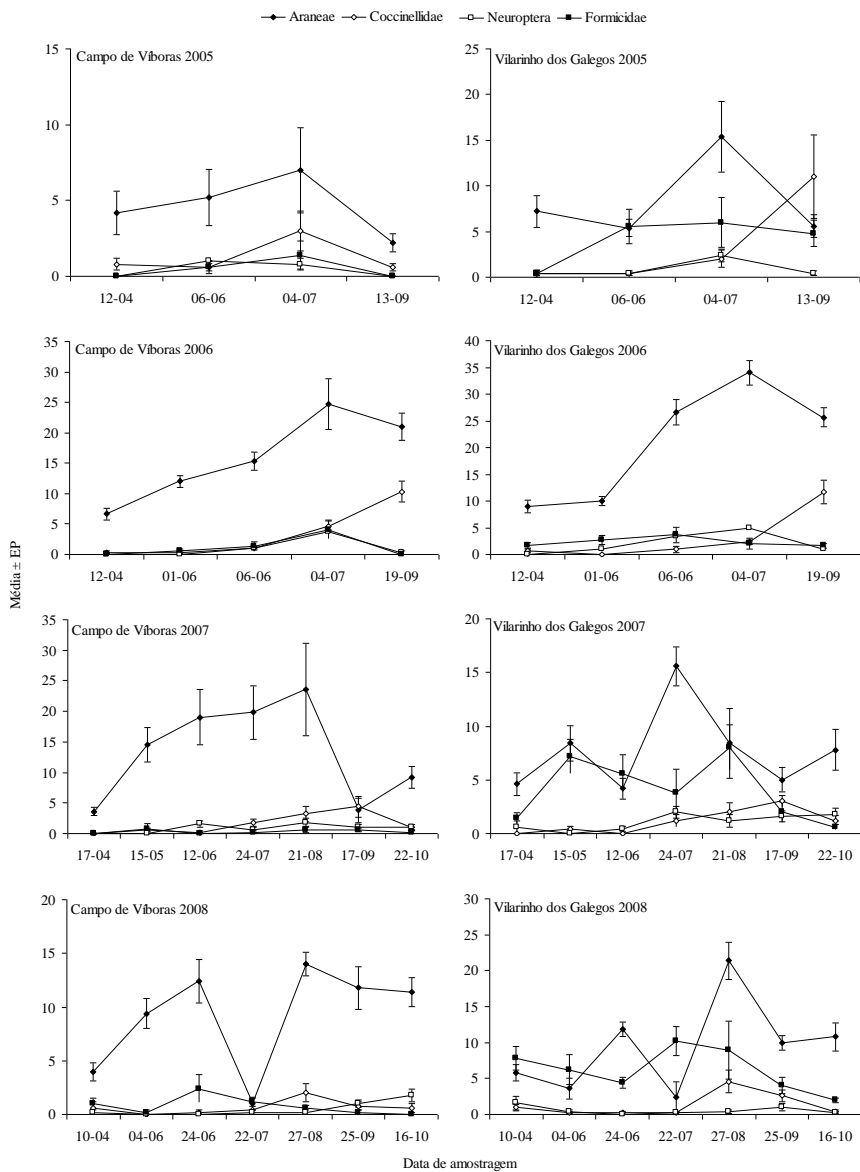 Araneae Coccinellidae Neuroptera Formicidae
Campo de Víboras 2005
15
10
5
0
12-04 06-06 04-07 13-09
Vilarinho dos Galegos 2005
25
20
15
10
5
0
12-04 06-06 04-07 13-09
Campo de Víboras 2006
35
30
25
20
15
10
5
0
12-04 01-06 06-06 04-07 19-09
Vilarinho dos Galegos 2006
40
35
30
25
20
15
10
5
0
12-04 01-06 06-06 04-07 19-09
Média ± EP
Campo de Víboras 2007
35
30
25
20
15
10
5
0
17-04 15-05 12-06 24-07 21-08 17-09 22-10
Vilarinho dos Galegos 2007
20
15
10
5
0
17-04 15-05 12-06 24-07 21-08 17-09 22-10
Campo de Víboras 2008
20
15
10
5
0
10-04 04-06 24-06 22-07 27-08 25-09 16-10
Vilarinho dos Galegos 2008
30
25
20
15
10
5
0
10-04 04-06 24-06 22-07 27-08 25-09 16-10
Data de amostragem